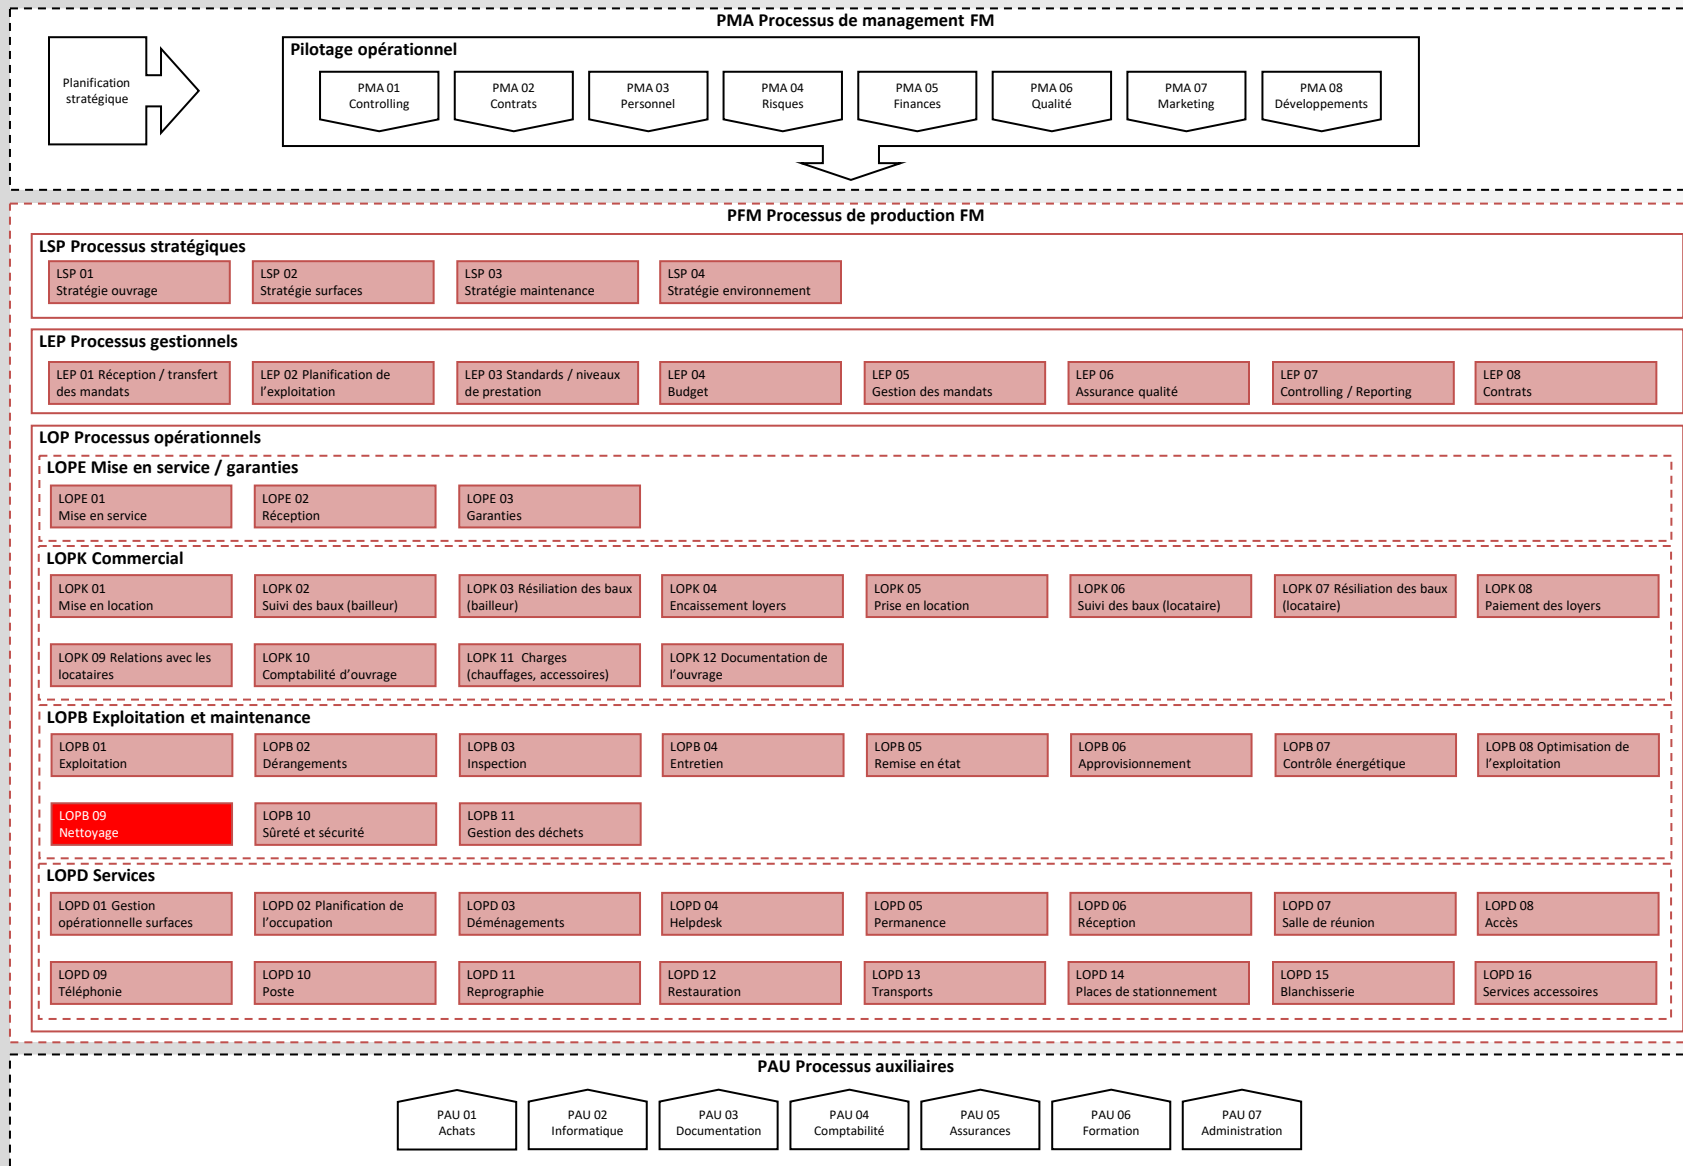 PMA Processus de management FM
Planification
stratégique
Pilotage opérationnel
PMA 01
Controlling
PMA 02
Contrats
PMA 03
Personnel
PMA 04
Risques
PMA 05
Finances
PMA 06
Qualité
PMA 07
Marketing
PMA 08
Développements
PFM Processus de production FM
LSP Processus stratégiques
LSP 01
Stratégie ouvrage
LSP 02
Stratégie surfaces
LSP 03
Stratégie maintenance
LSP 04
Stratégie environnement
LEP Processus gestionnels
LEP 01 Réception / transfert
des mandats
LEP 02 Planification de
l’exploitation
LEP 03 Standards / niveaux
de prestation
LEP 04
Budget
LEP 05
Gestion des mandats
LEP 06
Assurance qualité
LEP 07
Controlling / Reporting
LEP 08
Contrats
LOP Processus opérationnels
LOPE Mise en service / garanties
LOPE 01
Mise en service
LOPE 02
Réception
LOPE 03
Garanties
LOPK Commercial
LOPK 01
Mise en location
LOPK 02
Suivi des baux (bailleur)
LOPK 03 Résiliation des baux
(bailleur)
LOPK 04
Encaissement loyers
LOPK 05
Prise en location
LOPK 06
Suivi des baux (locataire)
LOPK 07 Résiliation des baux
(locataire)
LOPK 08
Paiement des loyers
LOPK 09 Relations avec les
locataires
LOPK 10
Comptabilité d’ouvrage
LOPK 11  Charges
(chauffages, accessoires)
LOPK 12 Documentation de
l’ouvrage
LOPB Exploitation et maintenance
LOPB 01
Exploitation
LOPB 02
Dérangements
LOPB 03
Inspection
LOPB 04
Entretien
LOPB 05
Remise en état
LOPB 06
Approvisionnement
LOPB 07
Contrôle énergétique
LOPB 08 Optimisation de
l’exploitation
LOPB 09
Nettoyage
LOPB 10
Sûreté et sécurité
LOPB 11
Gestion des déchets
LOPD Services
LOPD 01 Gestion
opérationnelle surfaces
LOPD 02 Planification de
l’occupation
LOPD 03
Déménagements
LOPD 04
Helpdesk
LOPD 05
Permanence
LOPD 06
Réception
LOPD 07
Salle de réunion
LOPD 08
Accès
LOPD 09
Téléphonie
LOPD 10
Poste
LOPD 11
Reprographie
LOPD 12
Restauration
LOPD 13
Transports
LOPD 14
Places de stationnement
LOPD 15
Blanchisserie
LOPD 16
Services accessoires
PAU Processus auxiliaires
PAU 01
Achats
PAU 02
Informatique
PAU 03
Documentation
PAU 04
Comptabilité
PAU 05
Assurances
PAU 06
Formation
PAU 07
Administration